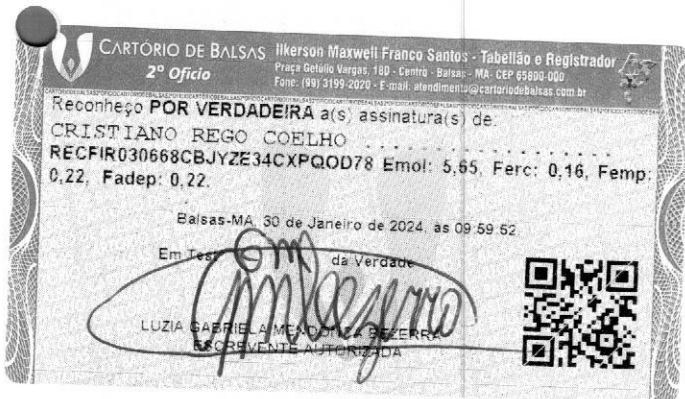 CARTÓRIO DE BALSAS
2º Ofício
Ilkerson Maxwell Franco Santos - Tabelião e Registrador
Praça Getúlio Vargas, 180 - Centro - Balsas - MA- CEP 65800-000
Fone: (99) 3199-2020 - E-mail: atendimento@cartoriodebalsas.com.br
Reconheço POR VERDADEIRA a(s) assinatura(s) de:
CRISTIANO REGO COELHO ..................
RECFIR030668CBJYZE34CXPQOD78 Emol: 5,65, Ferc: 0,16, Femp:
0,22, Fadep: 0,22.
Balsas-MA, 30 de Janeiro de 2024, às 09:59:52.
Em Test da Verdade
LUZIA GABRIELA MENDONZA BEZERRA
ESCREVENTE AUTORIZADA